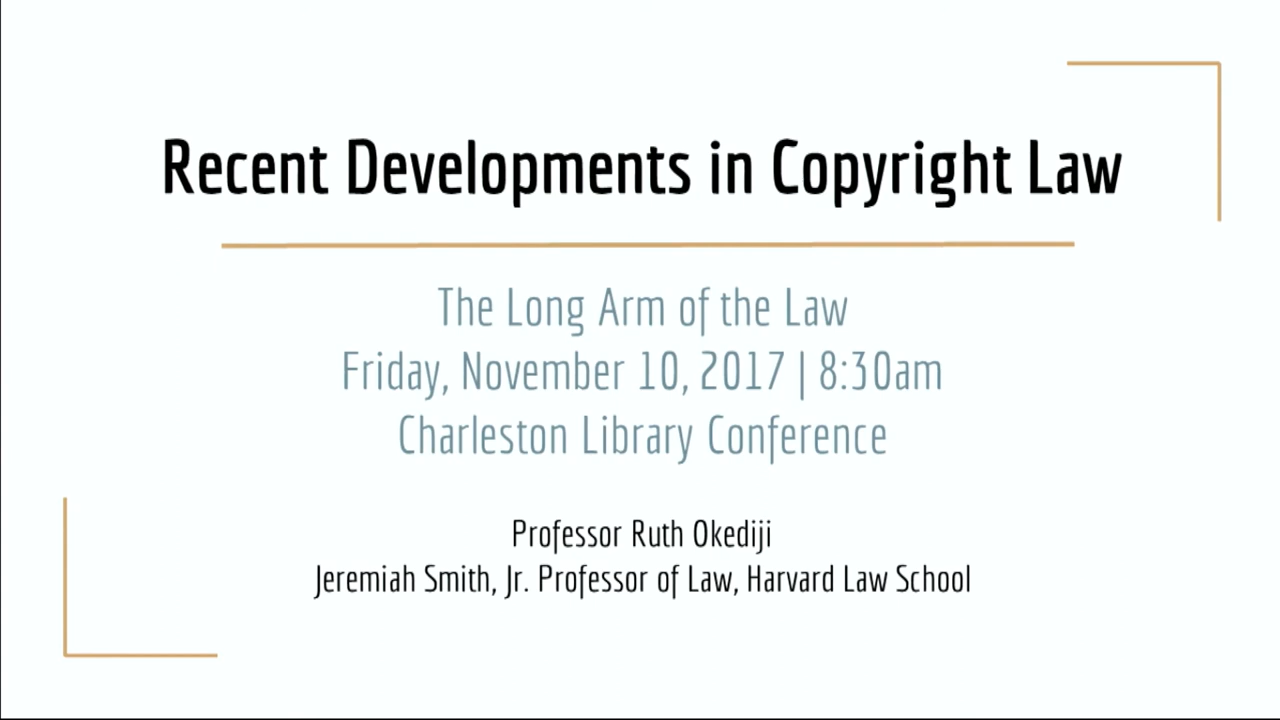 Recent Developments in Copyright Law
The Long Arm of the Law
Friday, November 10, 2017 | 8:30am
Charleston Library Conference
Professor Ruth Okediji
Jeremiah Smith, Jr. Professor of Law, Harvard Law School